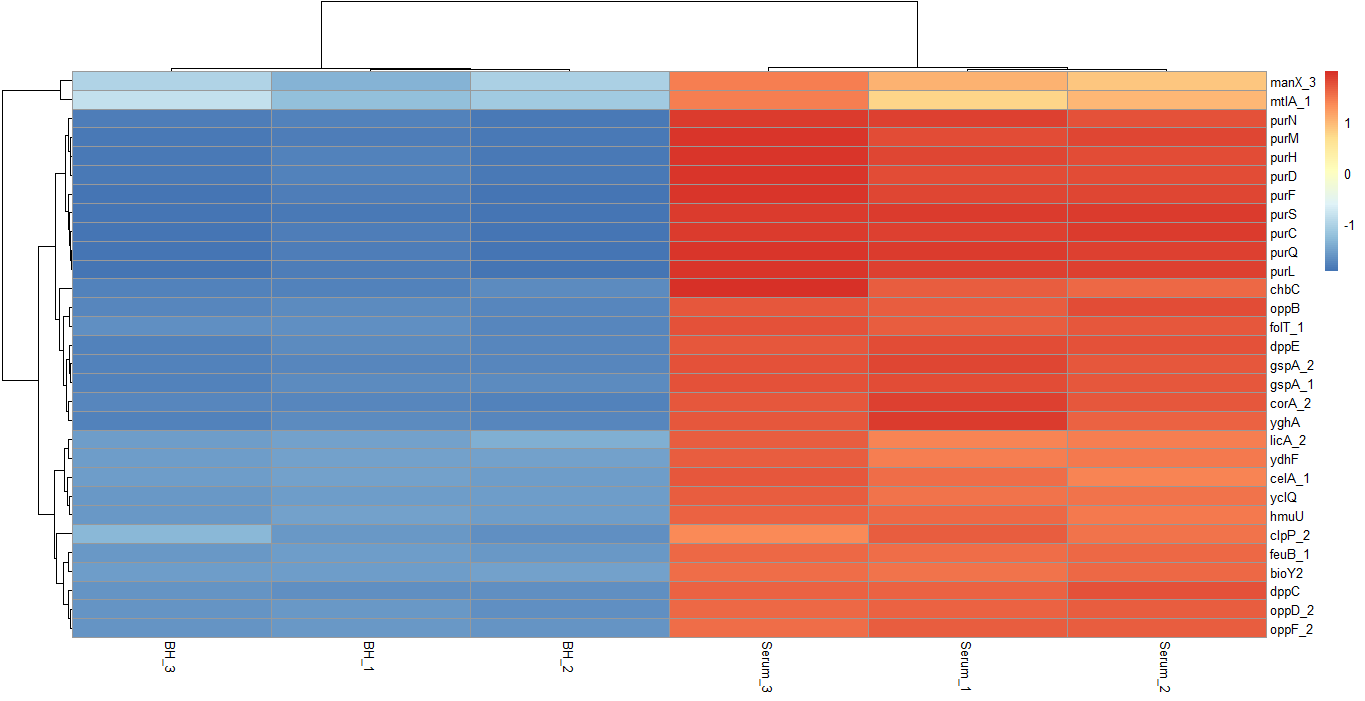 manX_3
mtlA_1
purN
purM
purH
purD
purF
purS
purC
purQ
purL
chbC
oppB
folT_1
dppE
gspA_2
gspA_1
corA_2
yghA
licA_2
ydhF
celA_1
yclQ
hmuU
clpP_2
feuB_1
bioY2
dppC
oppD_2
oppF_2
1
0
-1
BH_3
BH_1
BH_2
Serum_3
Serum_1
Serum_2